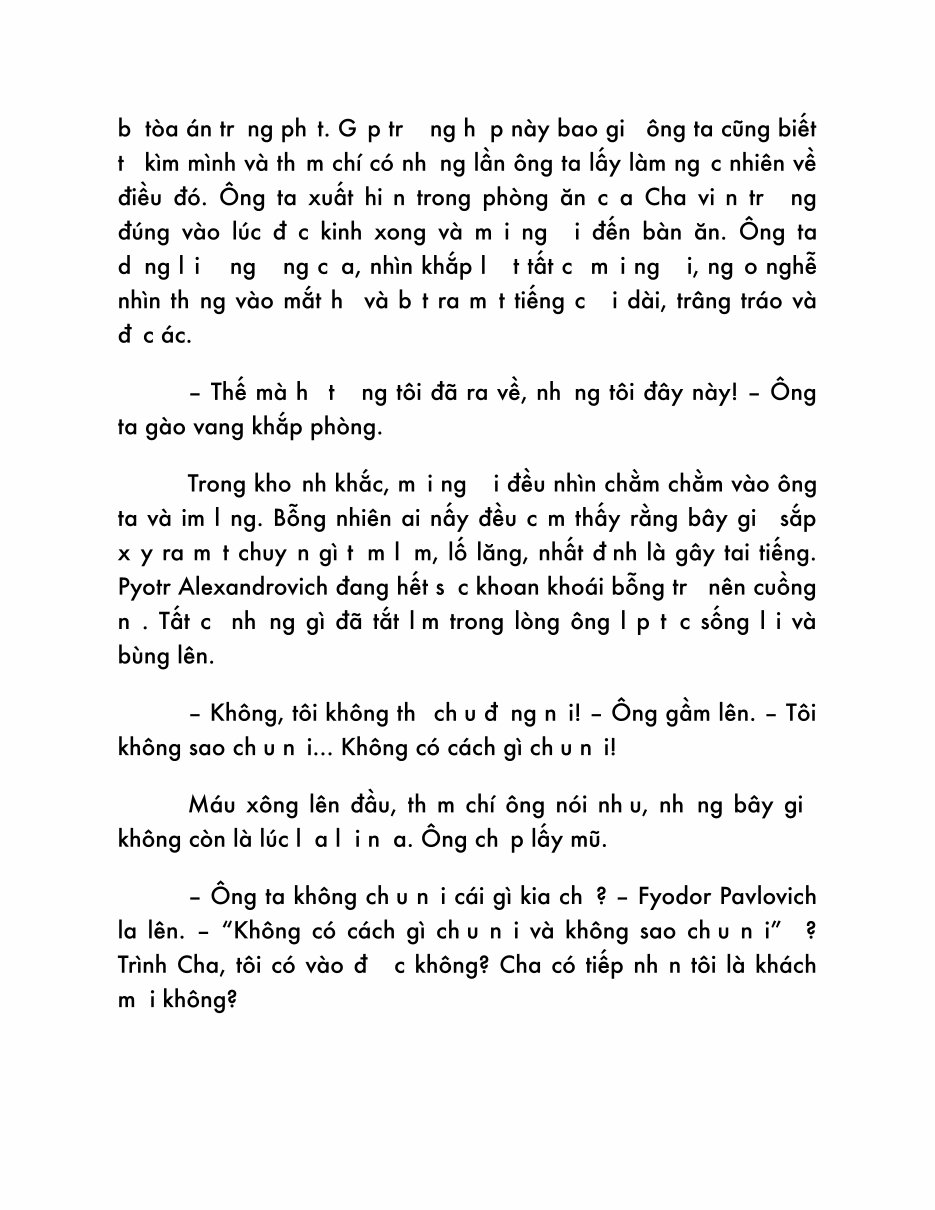 b tòa án tr ng ph t. G p tr ng h p này bao gi ông ta cũng biết
t kìm mình và th m chí có nh ng lần ông ta lấy làm ng c nhiên về
điều đó. Ông ta xuất hi n trong phòng ăn c a Cha vi n tr ng
đúng vào lúc đ c kinh xong và m i ng i đến bàn ăn. Ông ta
d ng l i ng ng c a, nhìn khắp l t tất c m i ng i, ng o nghễ
nhìn th ng vào mắt h và b t ra m t tiếng c i dài, trâng tráo và
đ c ác.
– Thế mà h t ng tôi đã ra về, nh ng tôi đây này! – Ông
ta gào vang khắp phòng.
Trong kho nh khắc, m i ng i đều nhìn chằm chằm vào ông
ta và im l ng. Bỗng nhiên ai nấy đều c m thấy rằng bây gi sắp
x y ra m t chuy n gì t m l m, lố lăng, nhất đ nh là gây tai tiếng.
Pyotr Alexandrovich đang hết s c khoan khoái bỗng tr nên cuồng
n . Tất c nh ng gì đã tắt l m trong lòng ông l p t c sống l i và
bùng lên.
– Không, tôi không th ch u đ ng n i! – Ông gầm lên. – Tôi
không sao ch u n i... Không có cách gì ch u n i!
Máu xông lên đầu, th m chí ông nói nh u, nh ng bây gi
không còn là lúc l a l i n a. Ông ch p lấy mũ.
– Ông ta không ch u n i cái gì kia ch ? – Fyodor Pavlovich
la lên. – “Không có cách gì ch u n i và không sao ch u n i” ?
Trình Cha, tôi có vào đ c không? Cha có tiếp nh n tôi là khách
m i không?